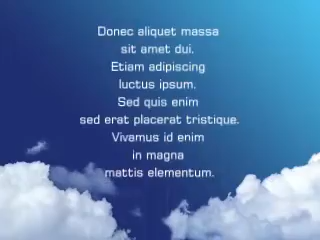 Donec aliquet massa
sit amet dui.
Etiam adipiscing
luctus ipsum.
Sed quis enim
sed erat placerat tristique.
Vivamus id enim
in magna
mattis elementum.